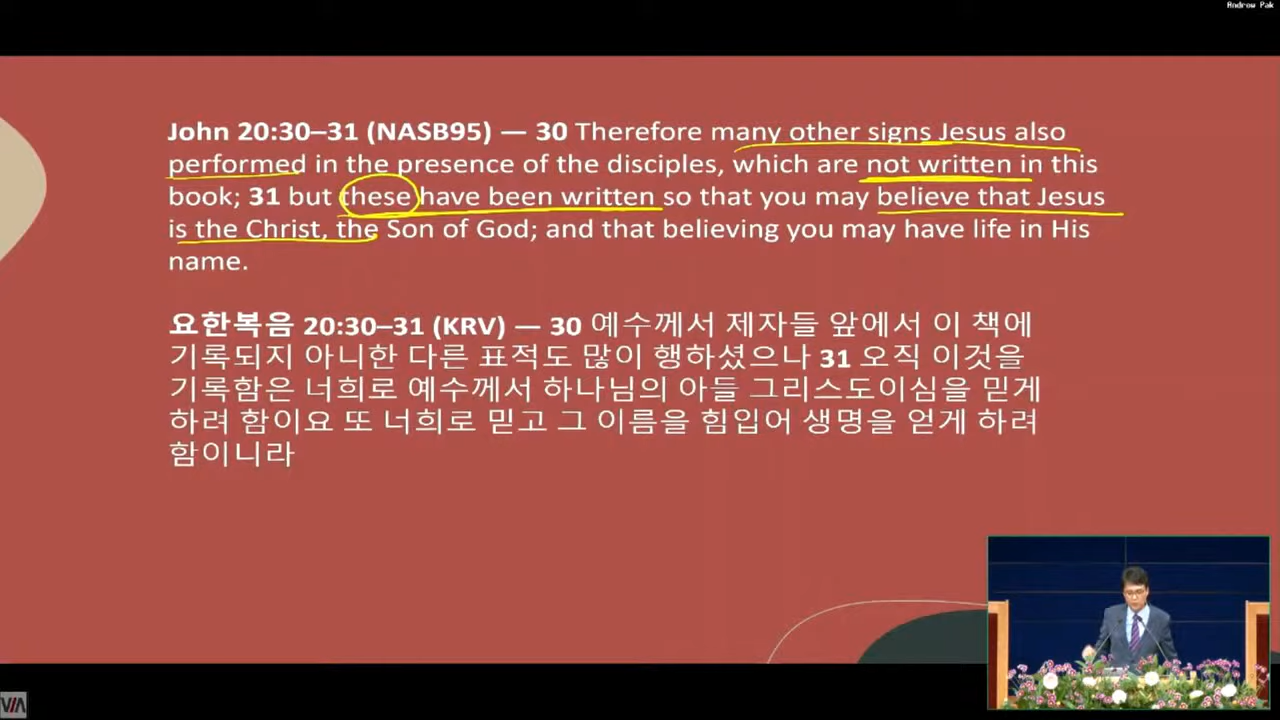 Andrew Pak
John 20:30–31 (NASB95) — 30 Therefore many other signs Jesus also
performed in the presence of the disciples, which are not written in this
book; 31 but these have been written so that you may believe that Jesus
is the Christ, the Son of God; and that believing you may have life in His
name.
요한복음 20:30–31 (KRV) — 30 예수께서 제자들 앞에서 이 책에
기록되지 아니한 다른 표적도 많이 행하셨으나 31 오직 이것을
기록함은 너희로 예수께서 하나님의 아들 그리스도이심을 믿게
하려 함이요 또 너희로 믿고 그 이름을 힘입어 생명을 얻게 하려
함이니라
VIA